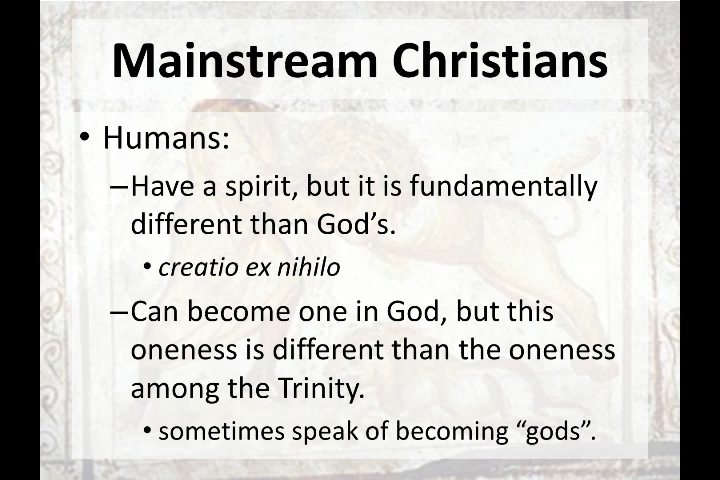 Mainstream Christians
• Humans:
–Have a spirit, but it is fundamentally
different than God’s.
• creatio ex nihilo
–Can become one in God, but this
oneness is different than the oneness
among the Trinity.
• sometimes speak of becoming “gods”.